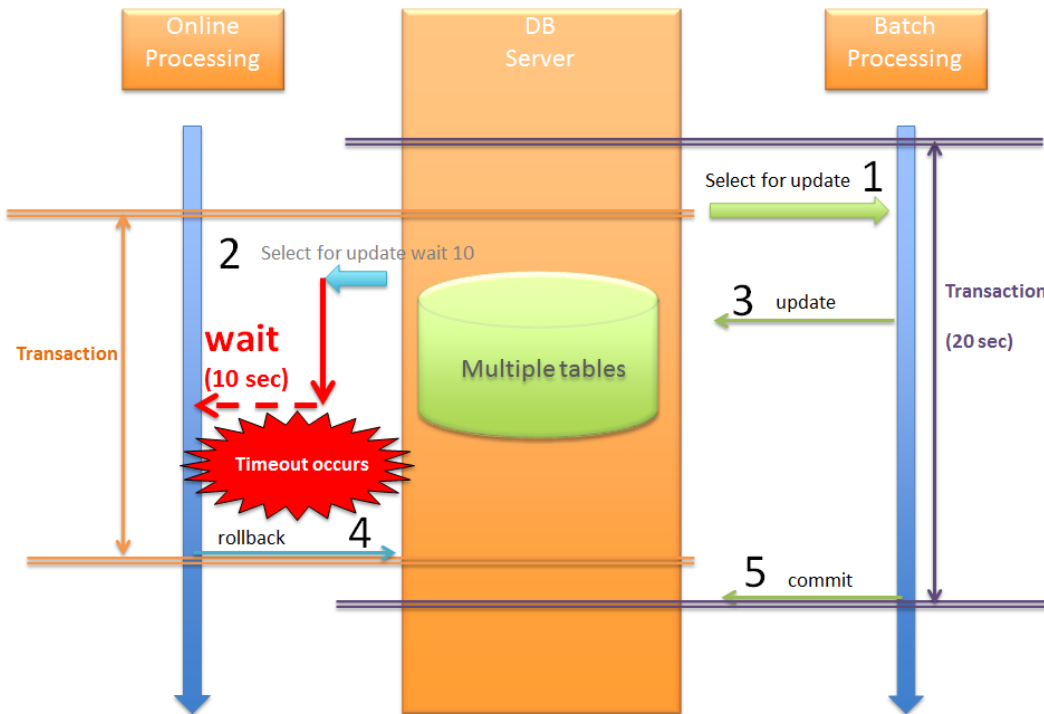 Online
Processing
DB
Server
Batch
Processing
Select for update 1
2 Select for update wait 10
3 update
Transaction
(20 sec)
Transaction
wait
(10 sec)
Multiple tables
Timeout occurs
rollback 4
5 commit